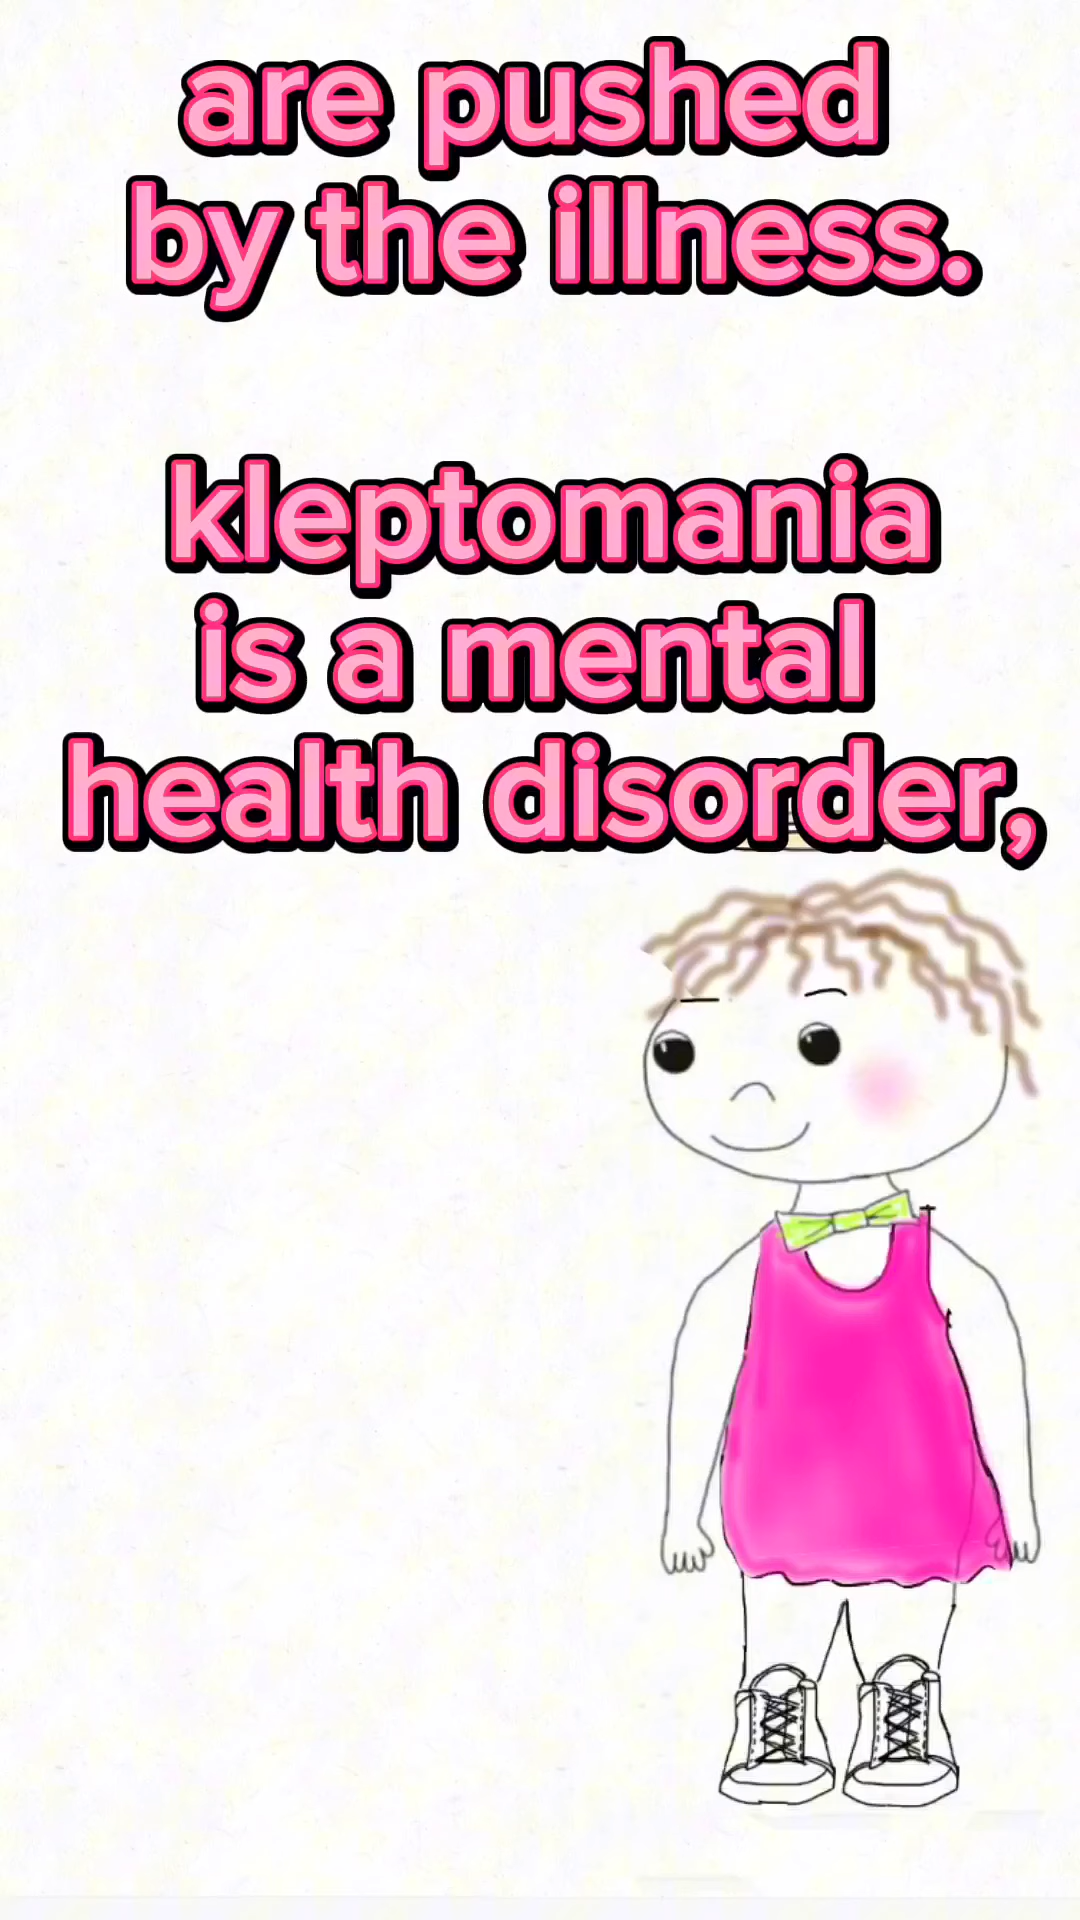 are pushed
by the illness.
kleptomania
is a mental
health disorder,